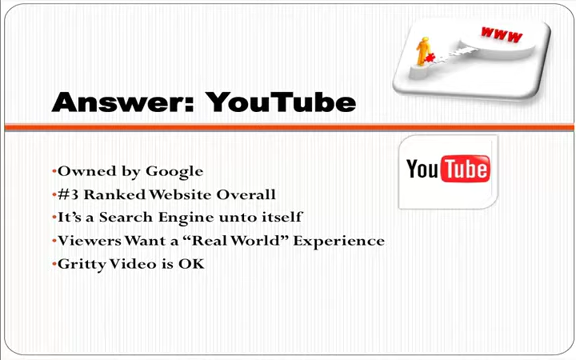 www
Answer: YouTube
YouTube
•Owned by Google
•#3 Ranked Website Overall
•It’s a Search Engine unto itself
•Viewers Want a “Real World” Experience
•Gritty Video is OK